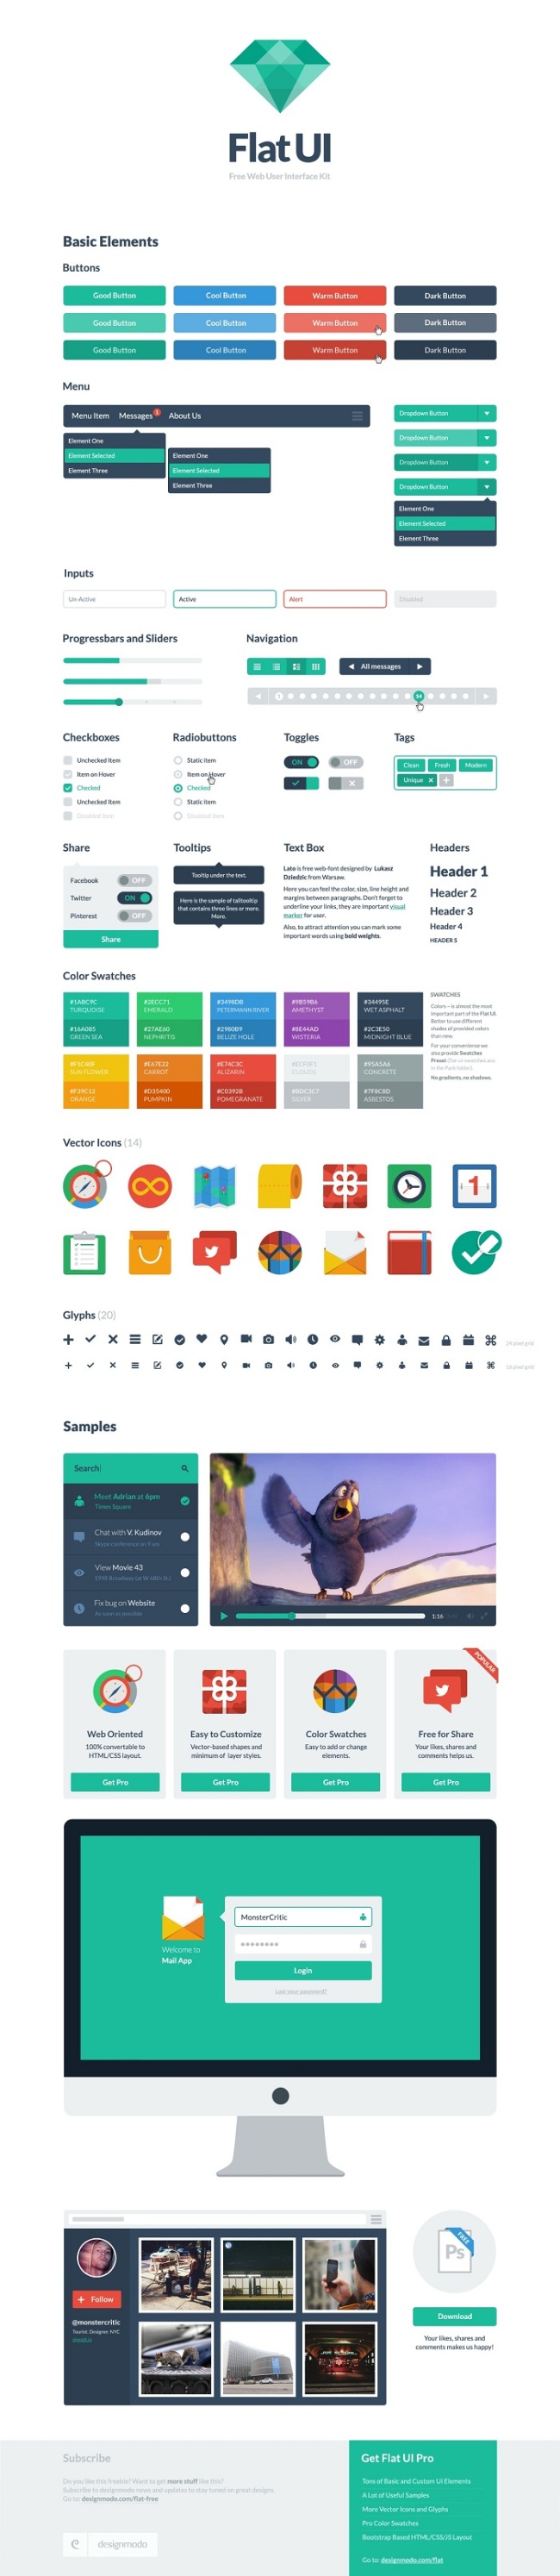 Flat UI
Free Web User Interface Kit
Basic Elements
Buttons
Good Button Cool Button Warm Button Dark Button
Good Button Cool Button Warm Button Dark Button
Good Button Cool Button Warm Button Dark Button
Menu
Menu Item Messages 1 About Us
Element One
Element Selected
Element Three
Element One
Element Selected
Element Three
Dropdown Button
Dropdown Button
Dropdown Button
Dropdown Button
Element One
Element Selected
Element Three
Inputs
Un-Active Active Alert Disabled
Progressbars and Sliders
Navigation
All messages
Checkboxes
Unchecked Item
Item on Hover
Checked
Unchecked Item
Disabled Item
Radiobuttons
Static item
Item on Hover
Checked
Static item
Disabled Item
Toggles
ON OFF
Tags
Clean Fresh Modern
Unique
Share
Facebook OFF
Twitter ON
Pinterest OFF
Share
Tooltips
Tooltip under the text.
Here is the sample of talltooltip
that contains three lines or more.
More.
Text Box
Lato is free web-font designed by Lukasz
Dziedzic from Warsaw.
Here you can feel the color, size, line height and
margins between paragraphs. Don't forget to
underline your links, they are important visual
marker for user.
Also, to attract attention you can mark some
important words using bold weights.
Headers
Header 1
Header 2
Header 3
Header 4
HEADER 5
Color Swatches
#1ABC9C #2ECC71 #3498DB #9B59B6 #34495E
TURQUOISE EMERALD PETERMANN RIVER AMETHYST WET ASPHALT
#16A085 #27AE60 #2980B9 #8E44AD #2C3E50
GREEN SEA NEPHRITIS BELIZE HOLE WISTERIA MIDNIGHT BLUE
#F1C40F #E67E22 #E74C3C #ECF0F1 #95A5A6
SUN FLOWER CARROT ALIZARIN CLOUDS CONCRETE
#F39C12 #D35400 #C0392B #BDC3C7 #7F8C8D
ORANGE PUMPKIN POMEGRANATE SILVER ASBESTOS
SWATCHES
Colors – is almost the most
important part of the Flat UI.
Better to use different
shades of provided colors
than new.
For your convenience we
also provide Swatches
Preset (flat-ui-swatches.aco
in the Pack folder).
No gradients, no shadows.
Vector Icons (14)
1
Glyphs (20)
24 pixel grid
16 pixel grid
Samples
Search
Meet Adrian at 6pm
Times Square
Chat with V. Kudinov
Skype conference an 9 am
View Movie 43
Fix bug on Website
As soon as possible
1:16
Web Oriented
100% convertable to
HTML/CSS layout.
Get Pro
Easy to Customize
Vector-based shapes and
minimum of layer styles.
Get Pro
Color Swatches
Easy to add or change
elements.
Get Pro
POPULAR
Free for Share
Your likes, shares and
comments helps us.
Get Pro
Welcome to
Mail App
MonsterCritic
Login
Lost your password?
Follow
@monstercritic
Tourist. Designer. NYC
FREE
Ps
Download
Your likes, shares and
comments makes us happy!
Subscribe
Do you like this freebie? Want to get more stuff like this?
Subscribe to designmodo news and updates to stay tuned on great designs.
Go to: designmodo.com/flat-free
designmodo
Get Flat UI Pro
Tons of Basic and Custom UI Elements
A Lot of Useful Samples
More Vector Icons and Glyphs
Pro Color Swatches
Bootstrap Based HTML/CSS/JS Layout
Go to: designmodo.com/flat